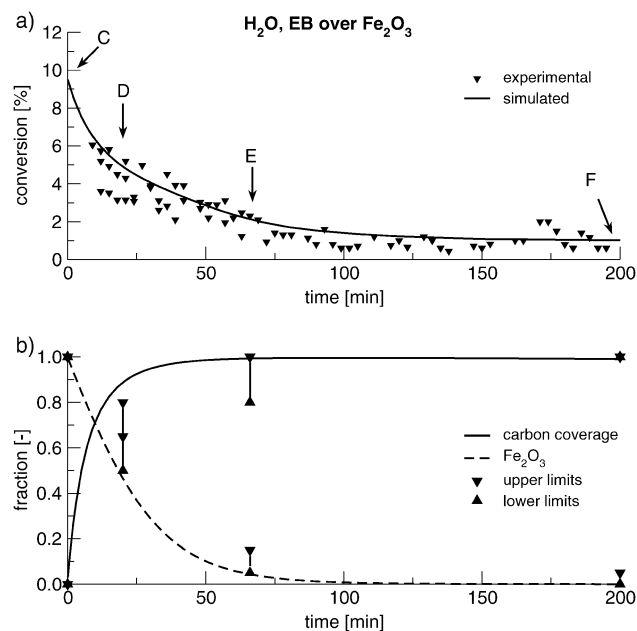 a)
H₂O, EB over Fe₂O₃
12
10
8
6
4
2
0
conversion [%]
C
D
E
F
experimental
simulated
0 50 100 150 200
time [min]
b)
1.0
0.8
0.6
0.4
0.2
0.0
fraction [-]
carbon coverage
Fe₂O₃
upper limits
lower limits
0 50 100 150 200
time [min]